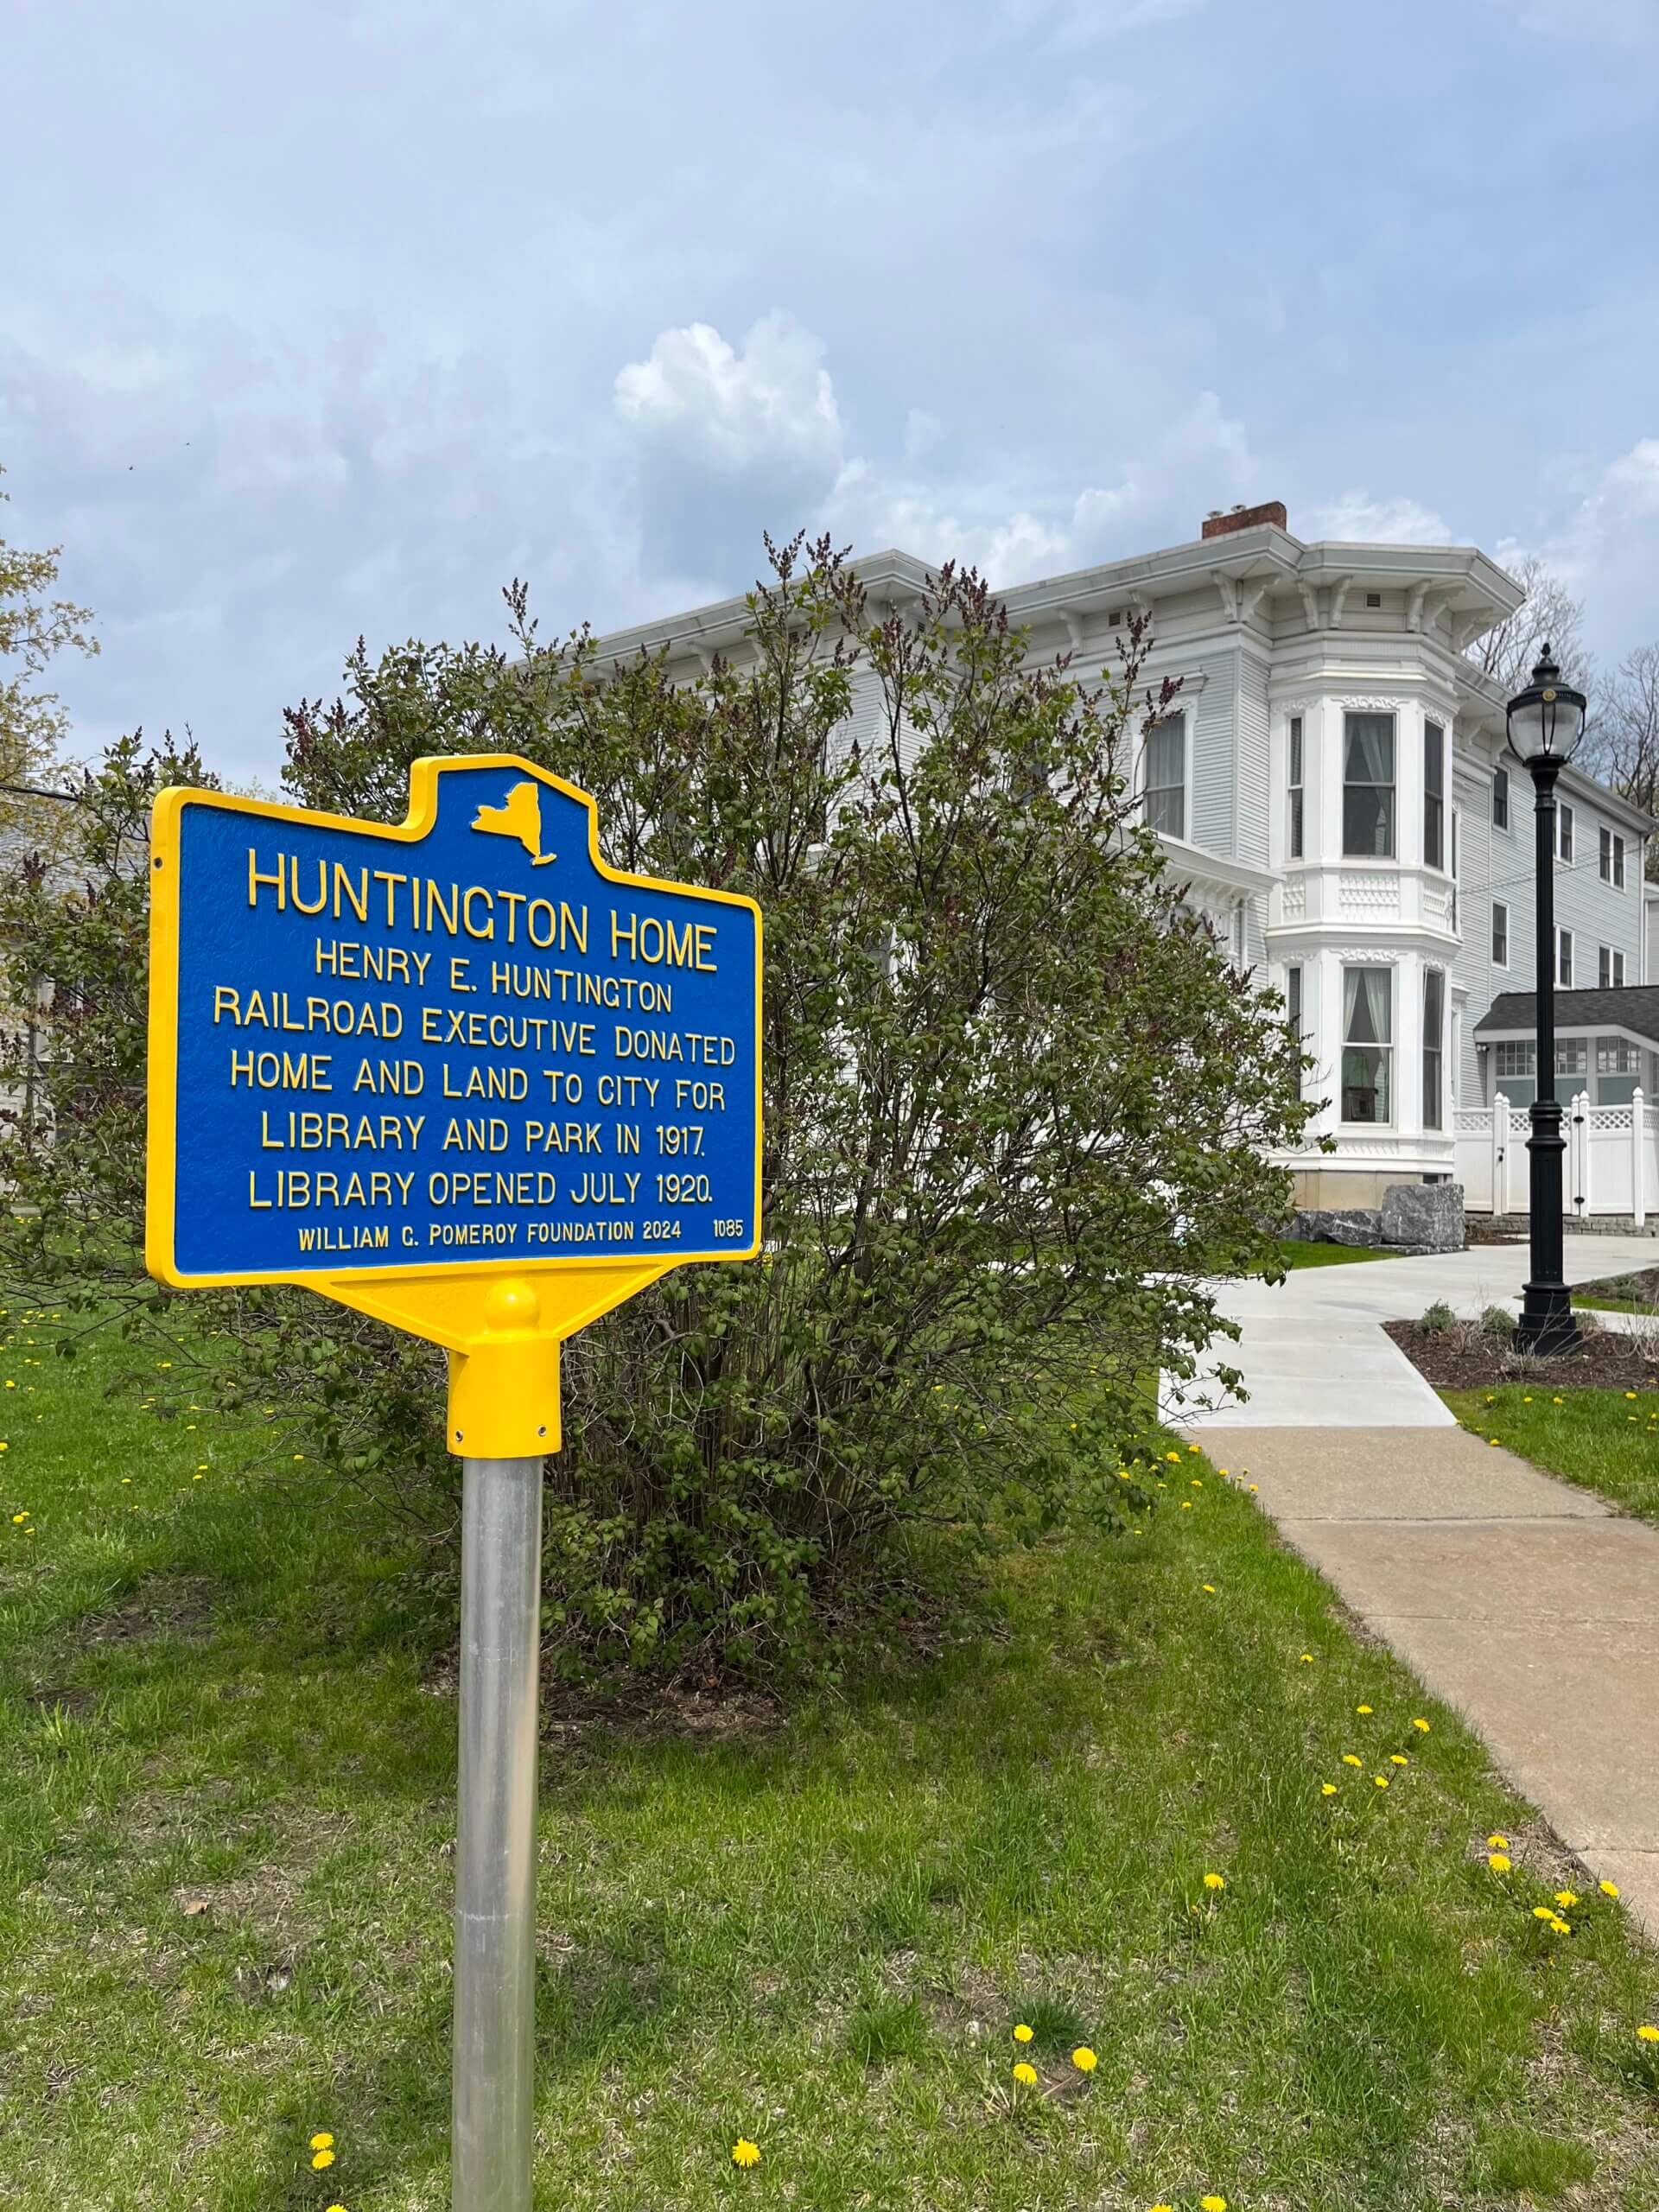 HUNTINGTON HOME
HENRY E. HUNTINGTON
RAILROAD EXECUTIVE DONATED
HOME AND LAND TO CITY FOR
LIBRARY AND PARK IN 1917.
LIBRARY OPENED JULY 1920.
WILLIAM G. POMEROY FOUNDATION 2024 1085